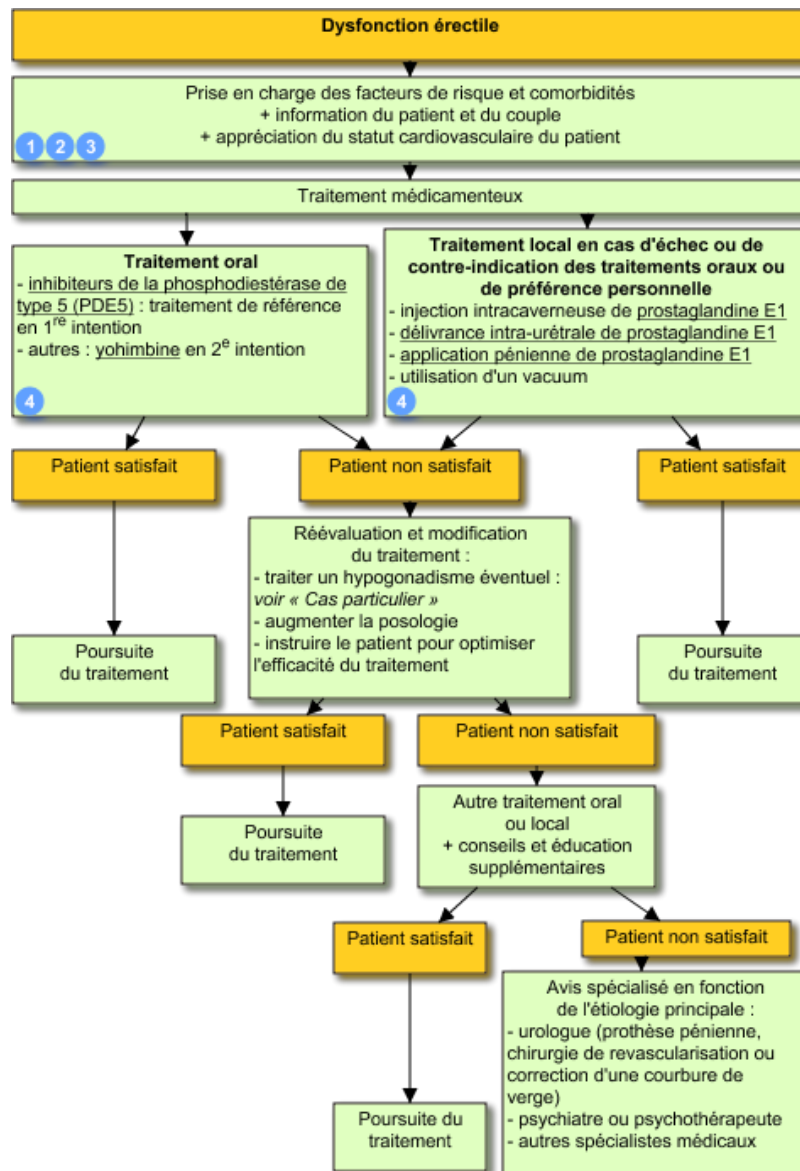 Dysfonction érectile
Prise en charge des facteurs de risque et comorbidités
+ information du patient et du couple
+ appréciation du statut cardiovasculaire du patient
1 2 3
Traitement médicamenteux
Traitement oral
- inhibiteurs de la phosphodiestérase de
type 5 (PDE5) : traitement de référence
en 1re intention
- autres : yohimbine en 2e intention
4
Traitement local en cas d'échec ou de
contre-indication des traitements oraux ou
de préférence personnelle
- injection intracaverneuse de prostaglandine E1
- délivrance intra-urétrale de prostaglandine E1
- application pénienne de prostaglandine E1
- utilisation d'un vacuum
4
Patient satisfait
Patient non satisfait
Patient satisfait
Réévaluation et modification
du traitement :
- traiter un hypogonadisme éventuel :
voir « Cas particulier »
- augmenter la posologie
- instruire le patient pour optimiser
l'efficacité du traitement
Poursuite
du traitement
Poursuite
du traitement
Patient satisfait
Patient non satisfait
Poursuite
du traitement
Autre traitement oral
ou local
+ conseils et éducation
supplémentaires
Patient satisfait
Patient non satisfait
Poursuite du
traitement
Avis spécialisé en fonction
de l'étiologie principale :
- urologue (prothèse pénienne,
chirurgie de revascularisation ou
correction d'une courbure de
verge)
- psychiatre ou psychothérapeute
- autres spécialistes médicaux